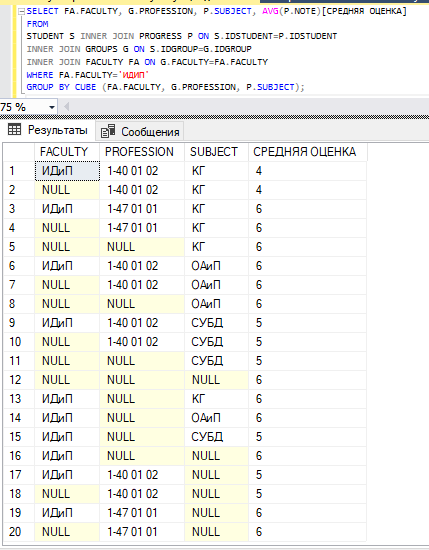 SELECT FA.FACULTY, G.PROFESSION, P.SUBJECT, AVG(P.NOTE)[СРЕДНЯЯ ОЦЕНКА]
FROM
STUDENT S INNER JOIN PROGRESS P ON S.IDSTUDENT=P.IDSTUDENT
INNER JOIN GROUPS G ON S.IDGROUP=G.IDGROUP
INNER JOIN FACULTY FA ON G.FACULTY=FA.FACULTY
WHERE FA.FACULTY='ИДИП'
GROUP BY CUBE (FA.FACULTY, G.PROFESSION, P.SUBJECT);
75 %
Результаты Сообщения
FACULTY PROFESSION SUBJECT СРЕДНЯЯ ОЦЕНКА
1 ИДиП 1-40 01 02 КГ 4
2 NULL 1-40 01 02 КГ 4
3 ИДиП 1-47 01 01 КГ 6
4 NULL 1-47 01 01 КГ 6
5 NULL NULL КГ 6
6 ИДиП 1-40 01 02 ОАиП 6
7 NULL 1-40 01 02 ОАиП 6
8 NULL NULL ОАиП 6
9 ИДиП 1-40 01 02 СУБД 5
10 NULL 1-40 01 02 СУБД 5
11 NULL NULL СУБД 5
12 NULL NULL NULL 6
13 ИДиП NULL КГ 6
14 ИДиП NULL ОАиП 6
15 ИДиП NULL СУБД 5
16 ИДиП NULL NULL 6
17 ИДиП 1-40 01 02 NULL 5
18 NULL 1-40 01 02 NULL 5
19 ИДиП 1-47 01 01 NULL 6
20 NULL 1-47 01 01 NULL 6